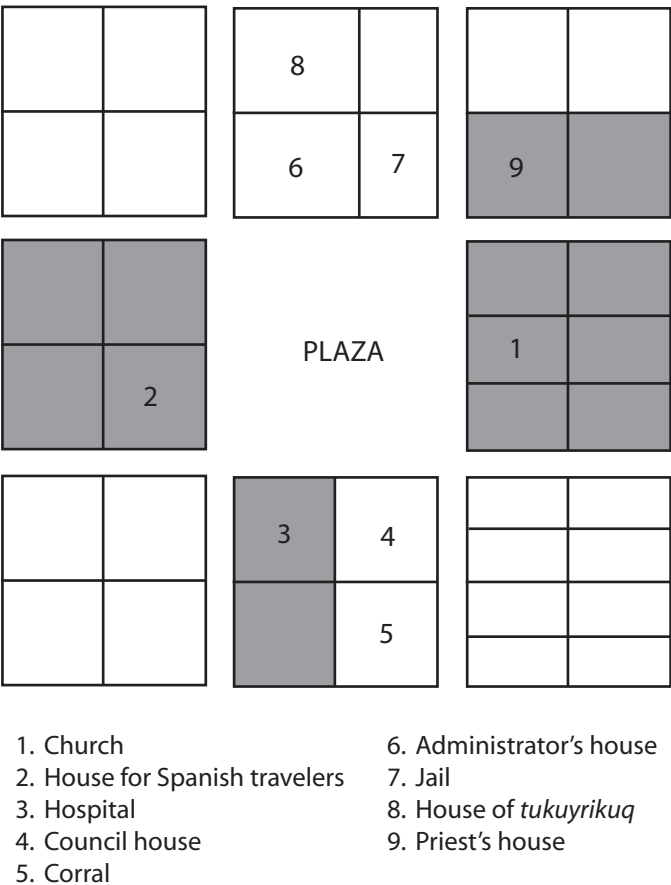 8
6 7
9
PLAZA
1
2
3
4
5
1. Church
2. House for Spanish travelers
3. Hospital
4. Council house
5. Corral
6. Administrator's house
7. Jail
8. House of tukuyrikuq
9. Priest's house